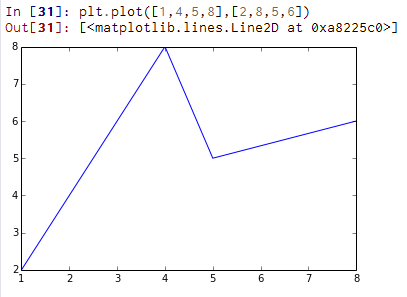 In [31]: plt.plot([1,4,5,8],[2,8,5,6])
Out[31]: [<matplotlib.lines.Line2D at 0xa8225c0>]
8
7
6
5
4
3
2
1 2 3 4 5 6 7 8